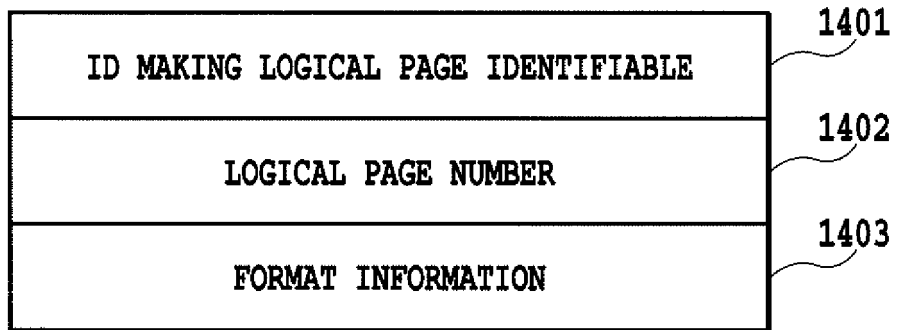 1401
ID MAKING LOGICAL PAGE IDENTIFIABLE
1402
LOGICAL PAGE NUMBER
1403
FORMAT INFORMATION